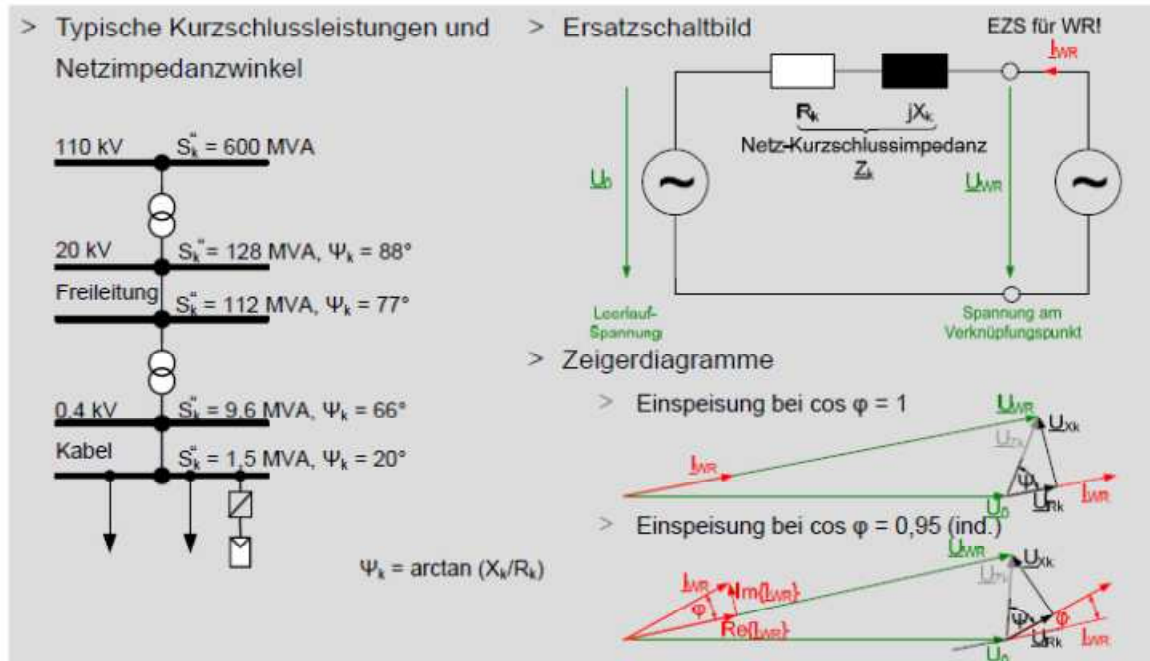 > Typische Kurzschlussleistungen und
Netzimpedanzwinkel
110 kV
S"k = 600 MVA
20 kV
S"k = 128 MVA, Ψk = 88°
Freileitung
S"k = 112 MVA, Ψk = 77°
0.4 kV
S"k = 9.6 MVA, Ψk = 66°
Kabel
S"k = 1,5 MVA, Ψk = 20°
Ψk = arctan (Xk/Rk)
> Ersatzschaltbild
EZS für WR!
IWR
Rk
jXk
Netz-Kurzschlussimpedanz
Zk
U0
~
UWR
~
Leerlauf-
Spannung
Spannung am
Verknüpfungspunkt
> Zeigerdiagramme
> Einspeisung bei cos φ = 1
UWR
UXk
UZk
IWR
Ψk
URk
IWR
U0
> Einspeisung bei cos φ = 0,95 (ind.)
UWR
UXk
UZk
IWR
Im{IWR}
φ
Re{IWR}
Ψk
URk
φ
IWR
U0